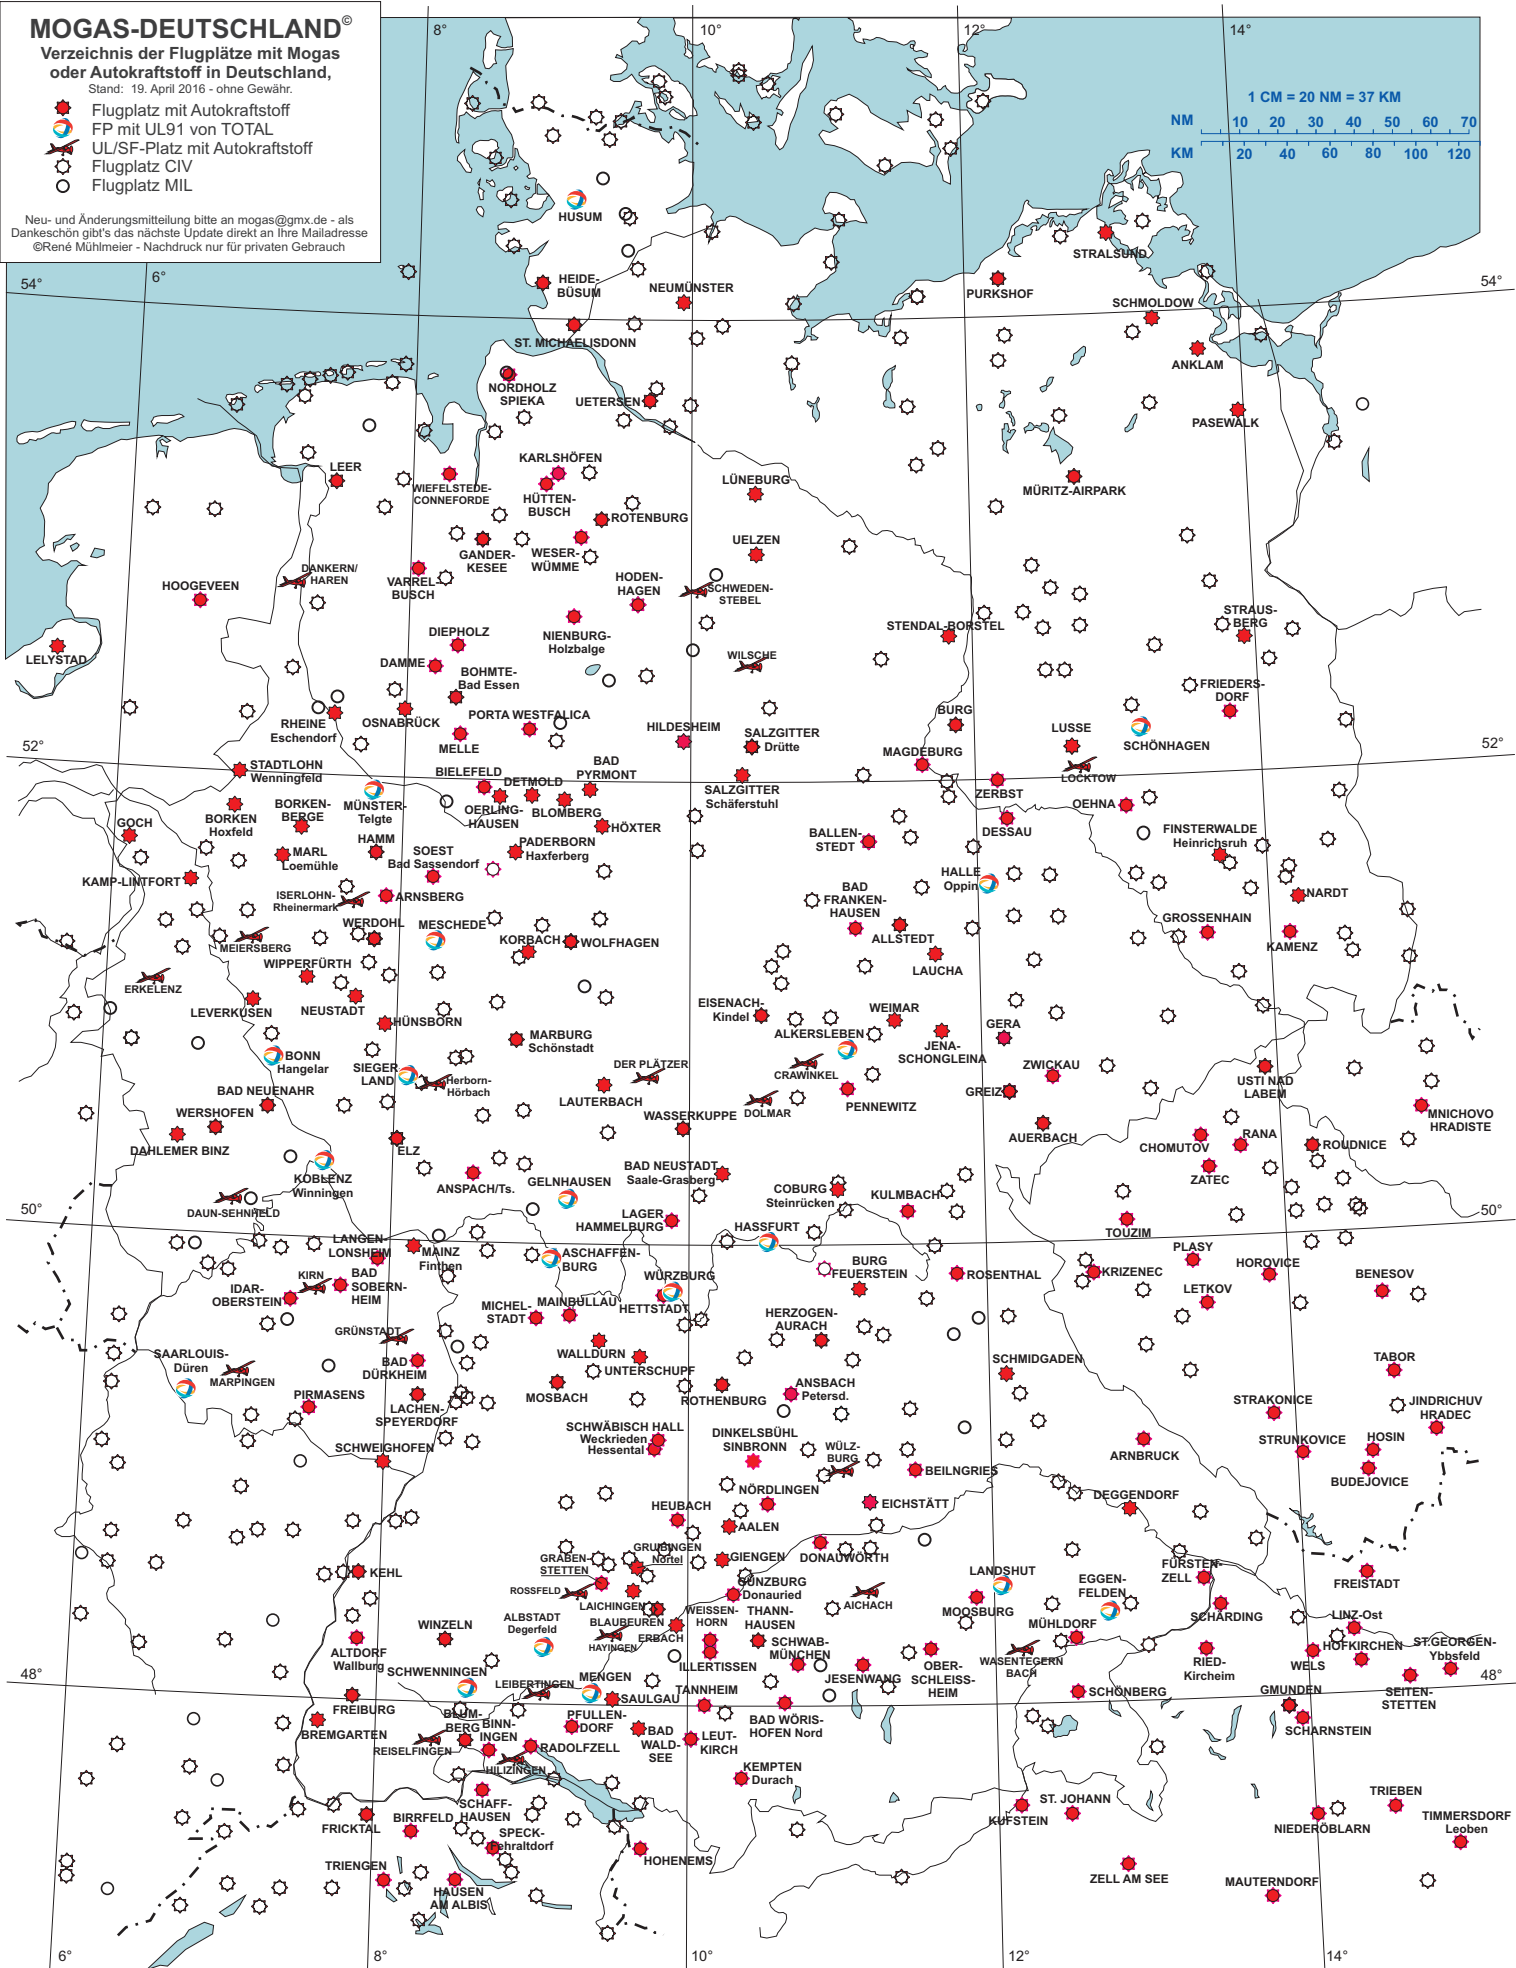 MOGAS-DEUTSCHLAND©
Verzeichnis der Flugplätze mit Mogas
oder Autokraftstoff in Deutschland,
Stand: 19. April 2016 - ohne Gewähr.
Flugplatz mit Autokraftstoff
FP mit UL91 von TOTAL
UL/SF-Platz mit Autokraftstoff
Flugplatz CIV
Flugplatz MIL
Neu- und Änderungsmitteilung bitte an mogas@gmx.de - als
Dankeschön gibt's das nächste Update direkt an Ihre Mailadresse
©René Mühlmeier - Nachdruck nur für privaten Gebrauch
8°
10°
12°
14°
1 CM = 20 NM = 37 KM
NM
10 20 30 40 50 60 70
KM
20 40 60 80 100 120
54°
6°
54°
HUSUM
STRALSUND
HEIDE-
BÜSUM
NEUMÜNSTER
PURKSHOF
SCHMOLDOW
ST. MICHAELISDONN
ANKLAM
NORDHOLZ
SPIEKA
UETERSEN
PASEWALK
LEER
WIEFELSTEDE-
CONNEFORDE
KARLSHÖFEN
HÜTTEN-
BUSCH
LÜNEBURG
MÜRITZ-AIRPARK
ROTENBURG
GANDER-
KESEE
WESER-
WÜMME
UELZEN
DANKERN/
HAREN
VARREL-
BUSCH
HOOGEVEEN
HODEN-
HAGEN
SCHWEDEN-
STEBEL
NIENBURG-
Holzbalge
STENDAL-BORSTEL
STRAUS-
BERG
DIEPHOLZ
LELYSTAD
DAMME
WILSCHE
BOHMTE-
Bad Essen
FRIEDERS-
DORF
RHEINE
Eschendorf
OSNABRÜCK
PORTA WESTFALICA
MELLE
HILDESHEIM
SALZGITTER
Drütte
BURG
LUSSE
SCHÖNHAGEN
52°
52°
STADTLOHN
Wenningfeld
MAGDEBURG
LOCKTOW
BIELEFELD
DETMOLD
BAD
PYRMONT
SALZGITTER
Schäferstuhl
ZERBST
OEHNA
MÜNSTER-
Telgte
OERLING-
HAUSEN
BLOMBERG
BORKEN
Hoxfeld
BORKEN-
BERGE
DESSAU
GOCH
HÖXTER
BALLEN-
STEDT
FINSTERWALDE
Heinrichsruh
MARL
Loemühle
HAMM
SOEST
Bad Sassendorf
PADERBORN
Haxferberg
KAMP-LINTFORT
HALLE
Oppin
ISERLOHN-
Rheinermark
ARNSBERG
BAD
FRANKEN-
HAUSEN
NARDT
WERDOHL
MESCHEDE
GROSSENHAIN
KAMENZ
MEIERSBERG
KORBACH
WOLFHAGEN
ALLSTEDT
LAUCHA
WIPPERFÜRTH
ERKELENZ
LEVERKUSEN
NEUSTADT
HÜNSBORN
EISENACH-
Kindel
WEIMAR
ALKERSLEBEN
JENA-
SCHONGLEINA
GERA
MARBURG
Schönstadt
BONN
Hangelar
SIEGER-
LAND
Herborn-
Hörbach
DER PLÄTZER
CRAWINKEL
ZWICKAU
USTI NAD
LABEM
BAD NEUENAHR
LAUTERBACH
DOLMAR
PENNEWITZ
GREIZ
WERSHOFEN
WASSERKUPPE
AUERBACH
MNICHOVO
HRADISTE
DAHLEMER BINZ
ELZ
CHOMUTOV
RANA
ROUDNICE
KOBLENZ
Winningen
ANSPACH/Ts.
BAD NEUSTADT
Saale-Grasberg
ZATEC
DAUN-SEHNHELD
GELNHAUSEN
COBURG
Steinrücken
KULMBACH
50°
50°
LAGER
HAMMELBURG
HASSFURT
TOUZIM
LANGEN-
LONSHEIM
MAINZ
Finthen
ASCHAFFEN-
BURG
PLASY
KIRN
BAD
SOBERN-
HEIM
WÜRZBURG
BURG
FEUERSTEIN
ROSENTHAL
KRIZENEC
HOROVICE
BENESOV
IDAR-
OBERSTEIN
HETTSTADT
LETKOV
MICHEL-
STADT
MAINBULLAU
HERZOGEN-
AURACH
GRÜNSTADT
SAARLOUIS-
Düren
MARPINGEN
BAD
DÜRKHEIM
WALLDÜRN
UNTERSCHUPF
SCHMIDGADEN
TABOR
PIRMASENS
LACHEN-
SPEYERDORF
MOSBACH
ROTHENBURG
ANSBACH
Petersd.
STRAKONICE
JINDRICHUV
HRADEC
SCHWEIGHOFEN
SCHWÄBISCH HALL
Weckrieden
Hessental
DINKELSBÜHL
SINBRONN
WÜLZ-
BURG
ARNBRUCK
STRUNKOVICE
HOSIN
BUDEJOVICE
BEILNGRIES
NÖRDLINGEN
EICHSTÄTT
DEGGENDORF
HEUBACH
AALEN
GRUIBINGEN
Nortel
DONAUWÖRTH
GRABEN-
STETTEN
GIENGEN
KEHL
LANDSHUT
FÜRSTEN-
ZELL
FREISTADT
ROSSFELD
LAICHINGEN
GÜNZBURG
Donauried
AICHACH
MOOSBURG
EGGEN-
FELDEN
SCHÄRDING
WINZELN
ALBSTADT
Degerfeld
BLAUBEUREN
ERBACH
WEISSEN-
HORN
THANN-
HAUSEN
MÜHLDORF
LINZ-Ost
ALTDORF
Wallburg
HAYINGEN
SCHWAB-
MÜNCHEN
WASENTEGERN
BACH
HOFKIRCHEN
ST.GEORGEN-
Ybbsfeld
SCHWENNINGEN
ILLERTISSEN
JESENWANG
OBER-
SCHLEISS-
HEIM
RIED-
Kircheim
WELS
48°
48°
LEIBERTINGEN
MENGEN
SAULGAU
TANNHEIM
SCHÖNBERG
GMUNDEN
SEITEN-
STETTEN
FREIBURG
BREMGARTEN
BLUM-
BERG
BINN-
INGEN
PFULLEN-
DORF
BAD
WALD-
SEE
LEUT-
KIRCH
BAD WÖRIS-
HOFEN Nord
SCHARNSTEIN
REISELFINGEN
RADOLFZELL
HILIZINGEN
KEMPTEN
Durach
SCHAFF-
HAUSEN
ST. JOHANN
KUFSTEIN
TRIEBEN
FRICKTAL
BIRRFELD
NIEDERÖBLARN
TIMMERSDORF
Leoben
SPECK-
Fehraltdorf
HOHENEMS
TRIENGEN
HAUSEN
AM ALBIS
ZELL AM SEE
MAUTERNDORF
6°
8°
10°
12°
14°